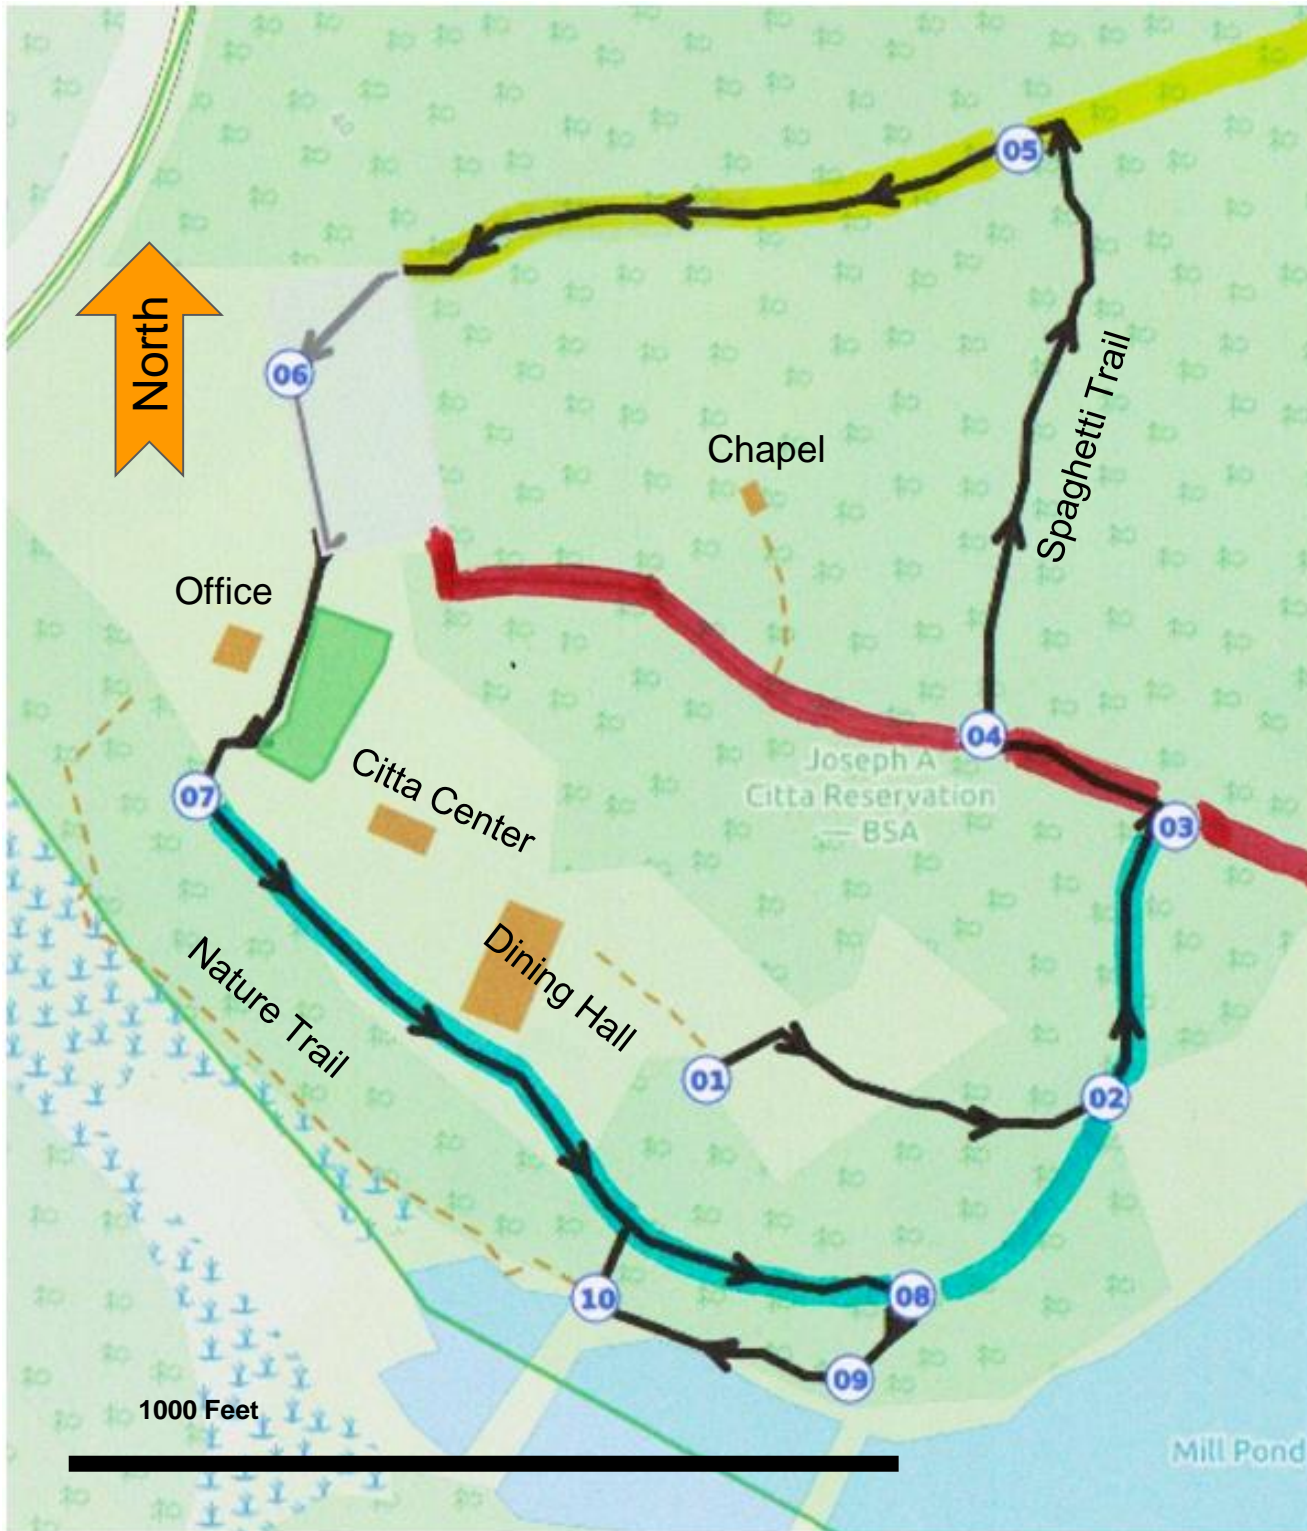 40
05
North
06
Spaghetti Trail
Chapel
Office
04
Joseph A
Citta Reservation
— BSA
Citta Center
07
03
Dining Hall
Nature Trail
01
02
08
10
09
1000 Feet
Mill Pond